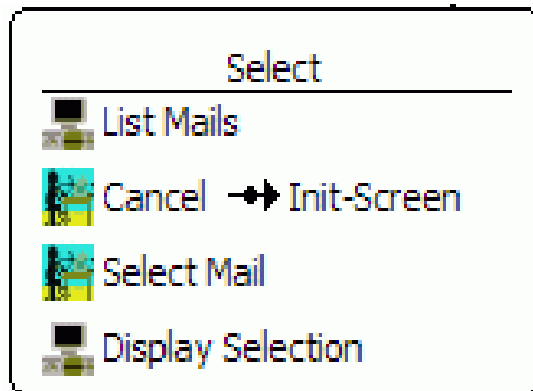 Select
List Mails
Cancel Init-Screen
Select Mail
Display Selection